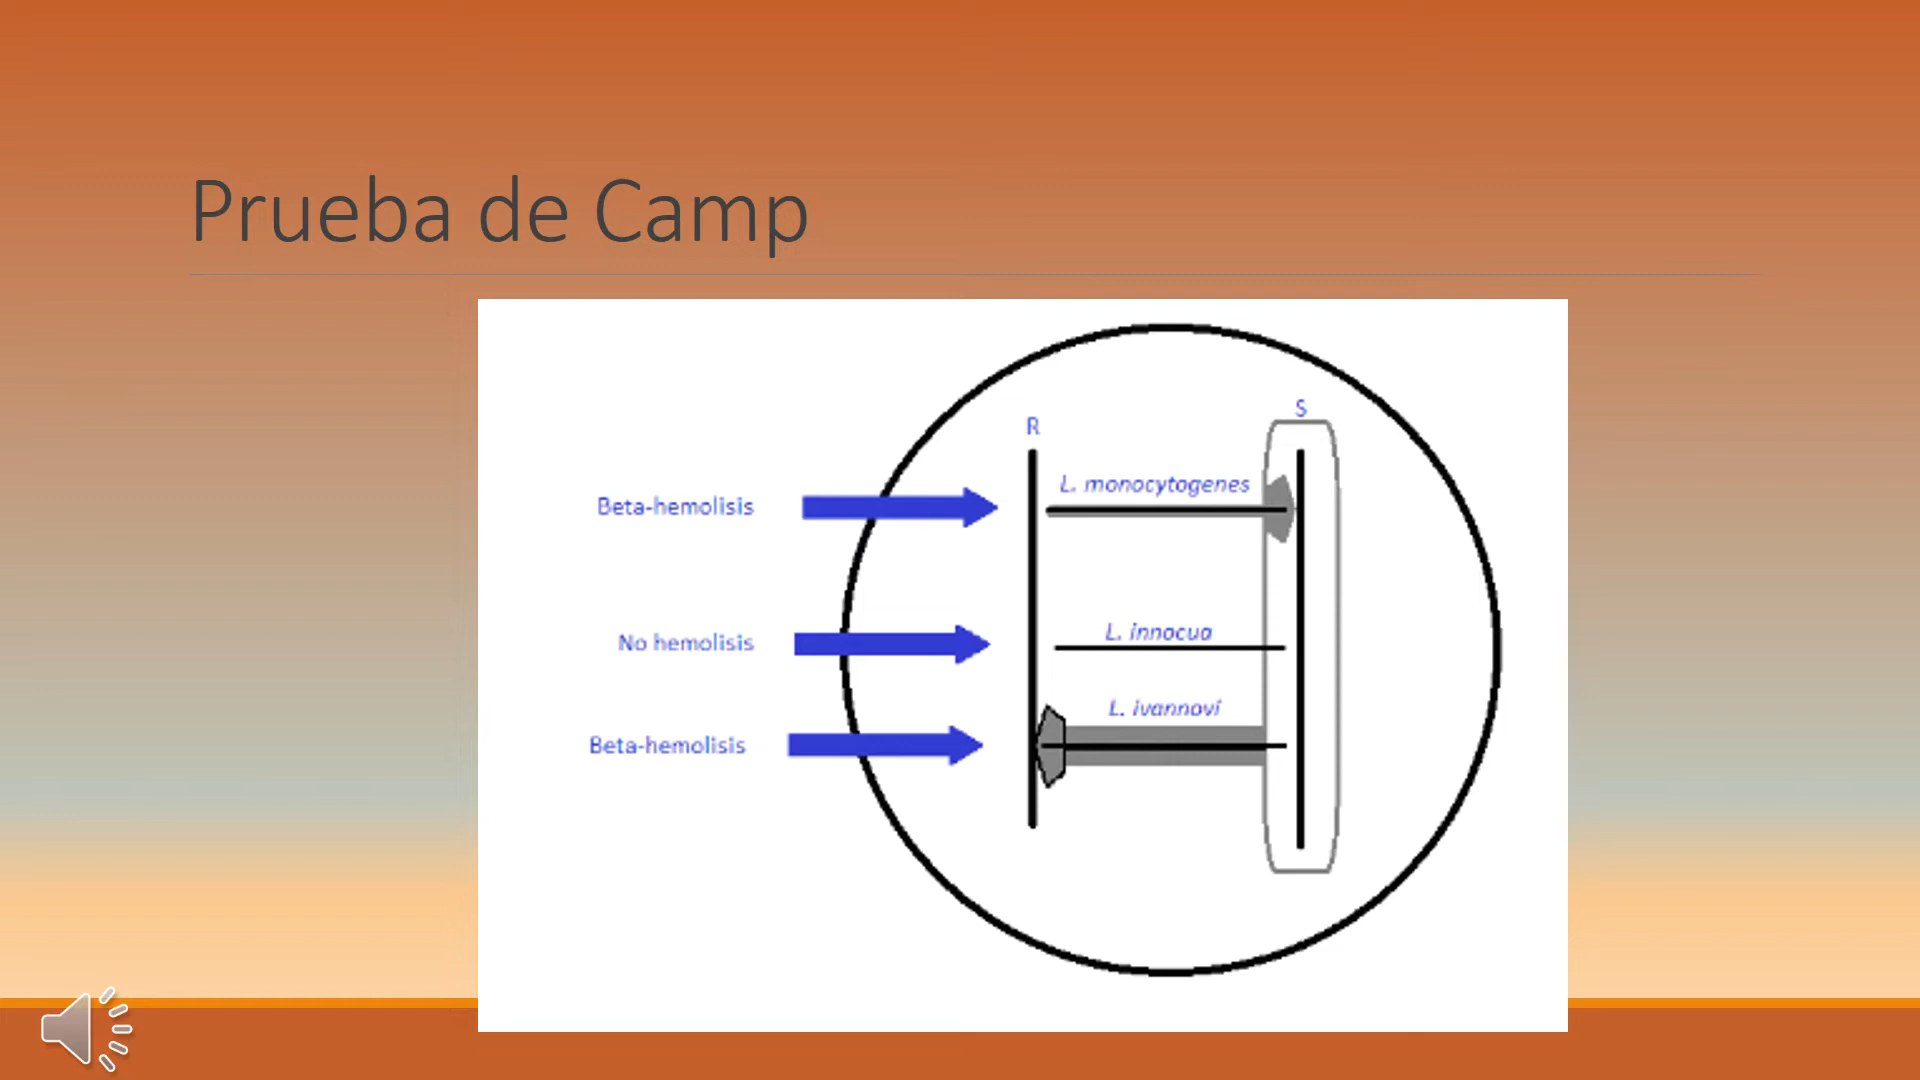 Prueba de Camp
S
R
L. monocytogenes
Beta-hemolisis
L. innocua
No hemolisis
L. ivannovi
Beta-hemolisis